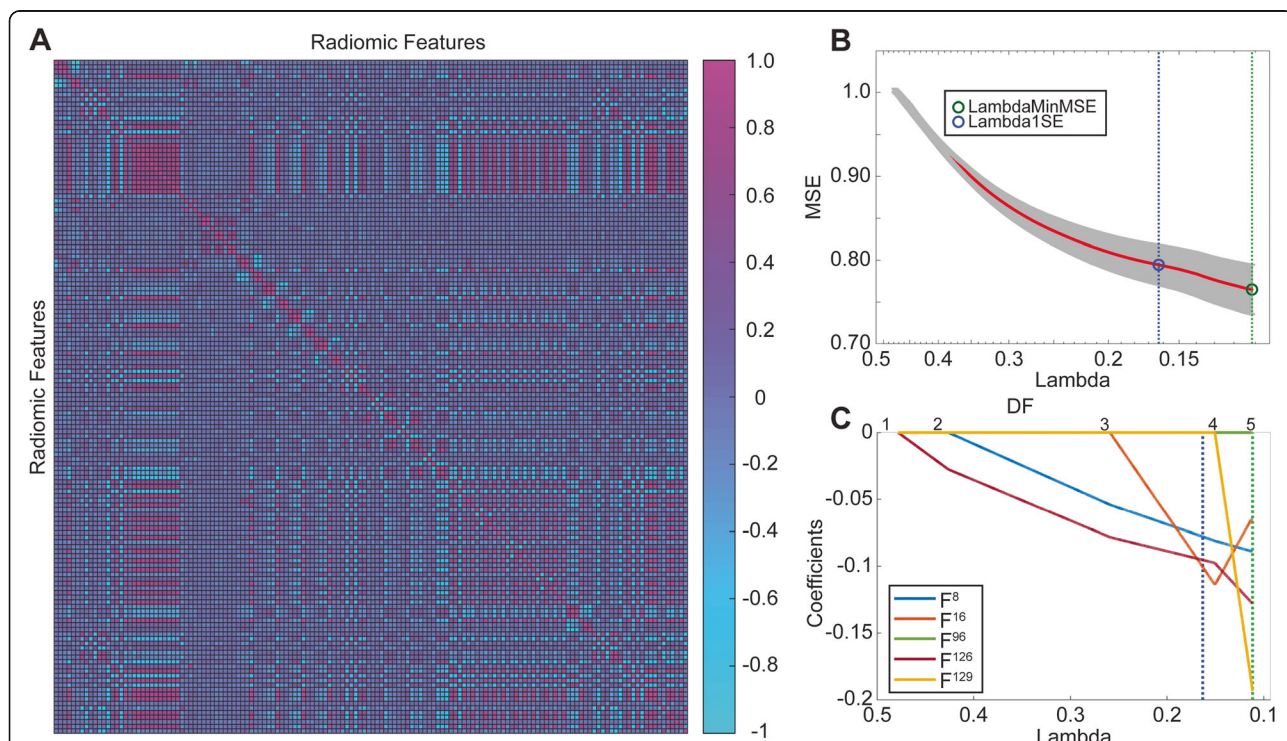 A
Radiomic Features
Radiomic Features
1.0
0.8
0.6
0.4
0.2
0
-0.2
-0.4
-0.6
-0.8
-1
B
MSE
1.0
0.90
0.80
0.70
LambdaMinMSE
Lambda1SE
0.5 0.4 0.3 0.2 0.15
Lambda
C
DF
1 2 3 4 5
Coefficients
0
-0.05
-0.1
-0.15
-0.2
F8
F16
F96
F126
F129
0.5 0.4 0.3 0.2 0.1
Lambda